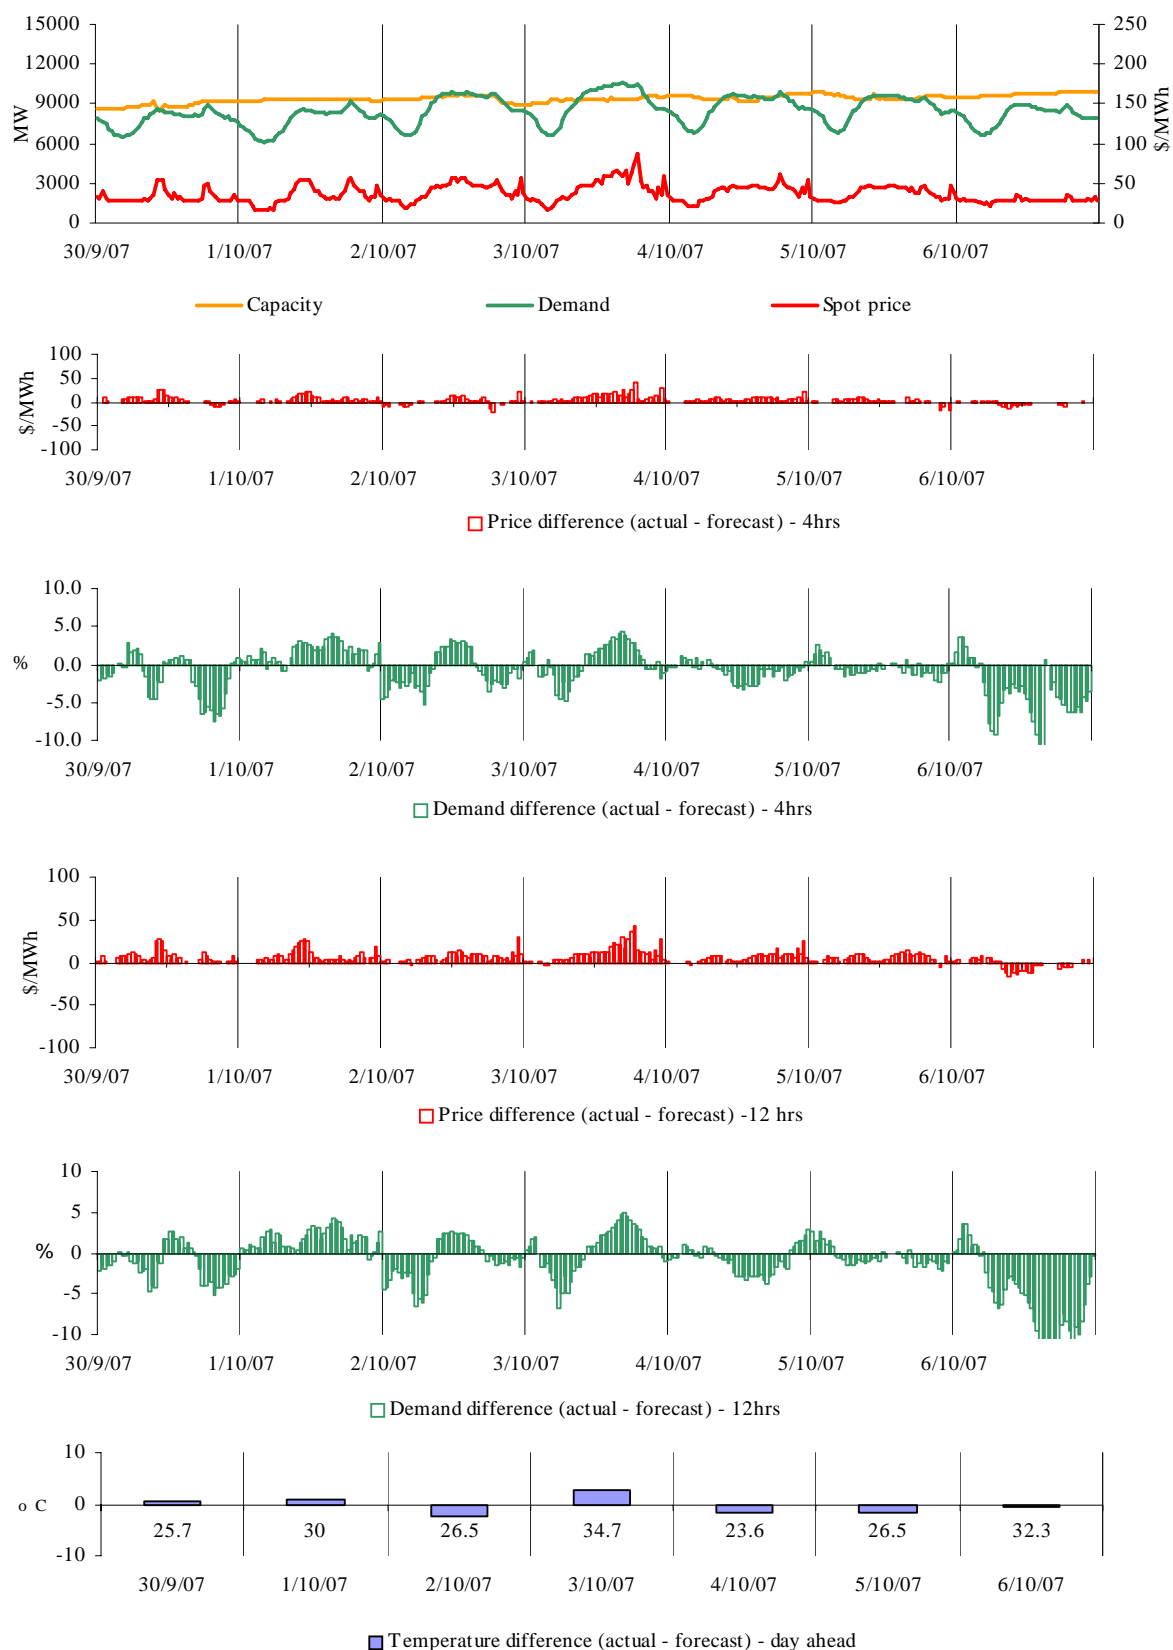 15000 250
12000 200
9000 150
6000 100
3000 50
0 0
MW
$/MWh
30/9/07 1/10/07 2/10/07 3/10/07 4/10/07 5/10/07 6/10/07
Capacity Demand Spot price
100
50
0
-50
-100
$/MWh
30/9/07 1/10/07 2/10/07 3/10/07 4/10/07 5/10/07 6/10/07
Price difference (actual - forecast) - 4hrs
10.0
5.0
0.0
-5.0
-10.0
%
30/9/07 1/10/07 2/10/07 3/10/07 4/10/07 5/10/07 6/10/07
Demand difference (actual - forecast) - 4hrs
100
50
0
-50
-100
$/MWh
30/9/07 1/10/07 2/10/07 3/10/07 4/10/07 5/10/07 6/10/07
Price difference (actual - forecast) -12 hrs
10
5
0
-5
-10
%
30/9/07 1/10/07 2/10/07 3/10/07 4/10/07 5/10/07 6/10/07
Demand difference (actual - forecast) - 12hrs
10
0
-10
o C
25.7 30 26.5 34.7 23.6 26.5 32.3
30/9/07 1/10/07 2/10/07 3/10/07 4/10/07 5/10/07 6/10/07
Temperature difference (actual - forecast) - day ahead